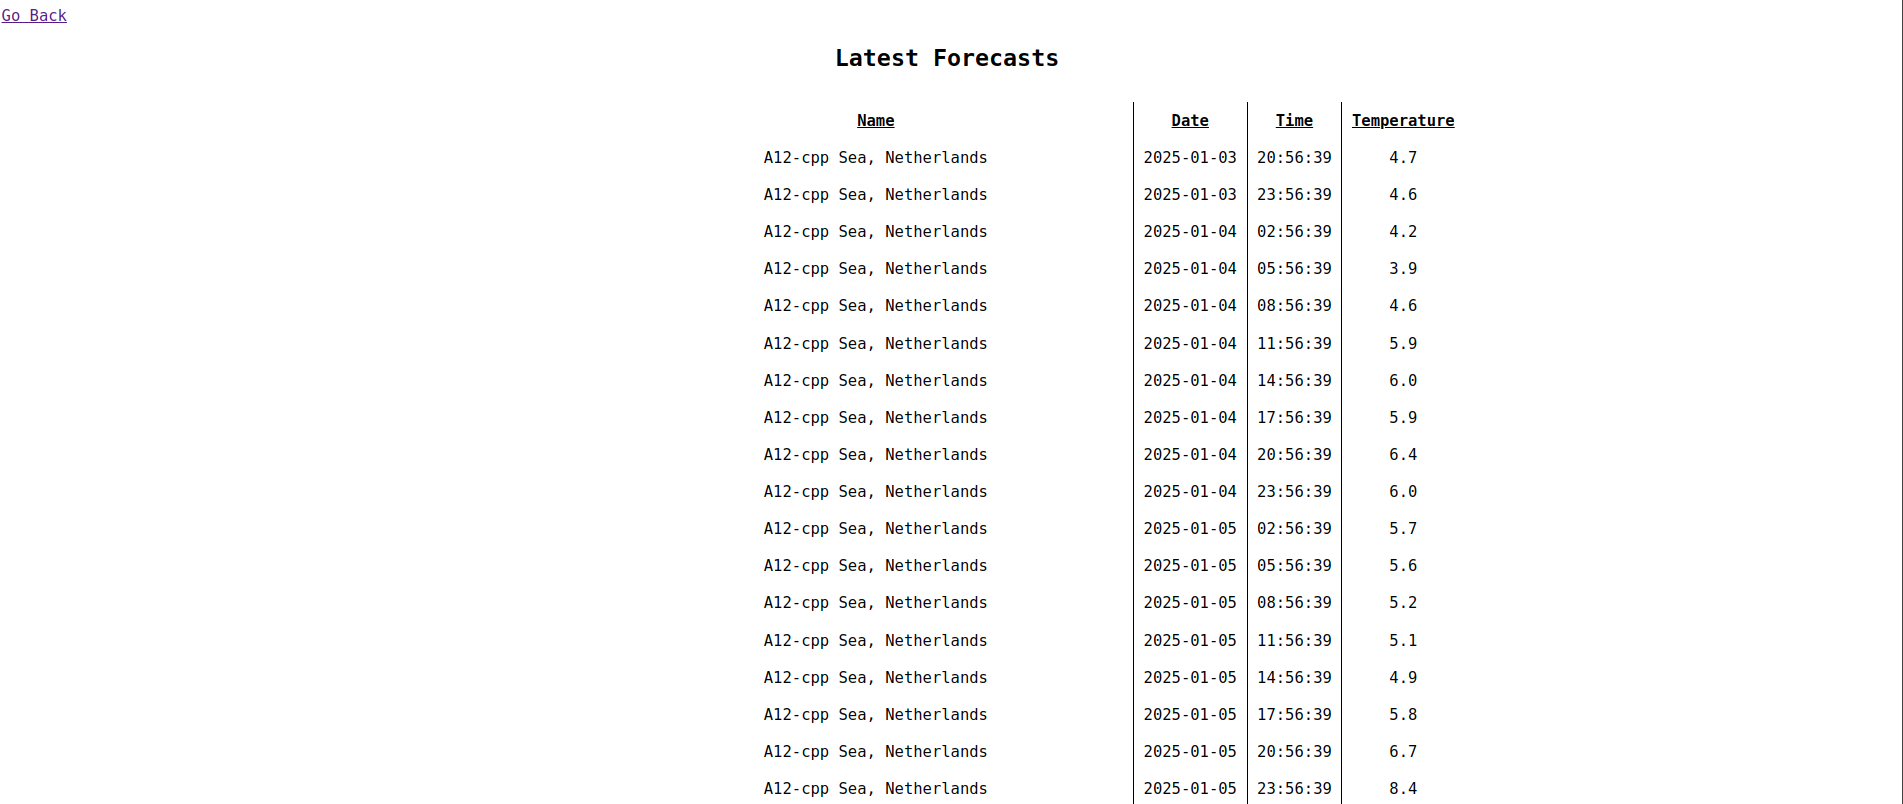 Go Back
Latest Forecasts
Name Date Time Temperature
A12-cpp Sea, Netherlands 2025-01-03 20:56:39 4.7
A12-cpp Sea, Netherlands 2025-01-03 23:56:39 4.6
A12-cpp Sea, Netherlands 2025-01-04 02:56:39 4.2
A12-cpp Sea, Netherlands 2025-01-04 05:56:39 3.9
A12-cpp Sea, Netherlands 2025-01-04 08:56:39 4.6
A12-cpp Sea, Netherlands 2025-01-04 11:56:39 5.9
A12-cpp Sea, Netherlands 2025-01-04 14:56:39 6.0
A12-cpp Sea, Netherlands 2025-01-04 17:56:39 5.9
A12-cpp Sea, Netherlands 2025-01-04 20:56:39 6.4
A12-cpp Sea, Netherlands 2025-01-04 23:56:39 6.0
A12-cpp Sea, Netherlands 2025-01-05 02:56:39 5.7
A12-cpp Sea, Netherlands 2025-01-05 05:56:39 5.6
A12-cpp Sea, Netherlands 2025-01-05 08:56:39 5.2
A12-cpp Sea, Netherlands 2025-01-05 11:56:39 5.1
A12-cpp Sea, Netherlands 2025-01-05 14:56:39 4.9
A12-cpp Sea, Netherlands 2025-01-05 17:56:39 5.8
A12-cpp Sea, Netherlands 2025-01-05 20:56:39 6.7
A12-cpp Sea, Netherlands 2025-01-05 23:56:39 8.4